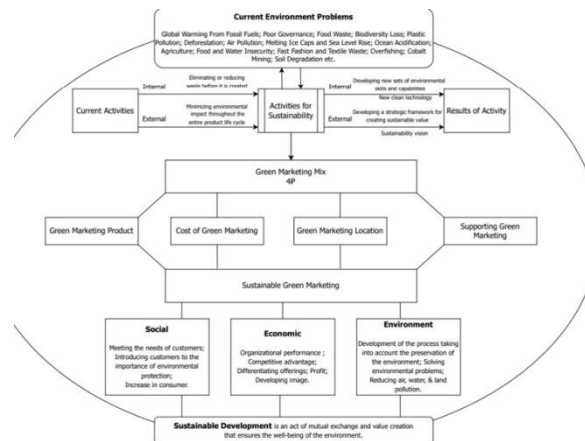 Current Environment Problems
Global Warming From Fossil Fuels; Poor Governance; Food Waste; Biodiversity Loss; Plastic
Pollution; Deforestation; Air Pollution; Melting Ice Caps and Sea Level Rise; Ocean Acidification;
Agriculture; Food and Water Insecurity; Fast Fashion and Textile Waste; Overfishing; Cobalt
Mining; Soil Degradation etc.
Internal
Eliminating or reducing
waste before it is created
Internal
Developing new sets of environmental
skills and capabilities
New clean technology
Current Activities
Activities for
Sustainability
Results of Activity
External
Minimizing environmental
impact throughout the
entire product life cycle
External
Developing a strategic framework for
creating sustainable value
Sustainability vision
Green Marketing Mix
4P
Green Marketing Product
Cost of Green Marketing
Green Marketing Location
Supporting Green
Marketing
Sustainable Green Marketing
Social
Meeting the needs of customers;
Introducing customers to the
importance of environmental
protection;
Increase in consumer.
Economic
Organizational performance ;
Competitive advantage;
Differentiating offerings; Profit;
Developing image.
Environment
Development of the process taking
into account the preservation of
the environment; Solving
environmental problems;
Reducing air, water, & land
pollution.
Sustainable Development is an act of mutual exchange and value creation
that ensures the well-being of the environment.